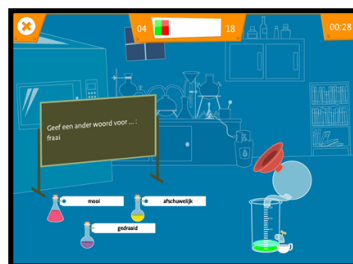 04
18
00:28
Geef een ander woord voor ... :
fraai
mooi
afschuwelijk
gedraaid